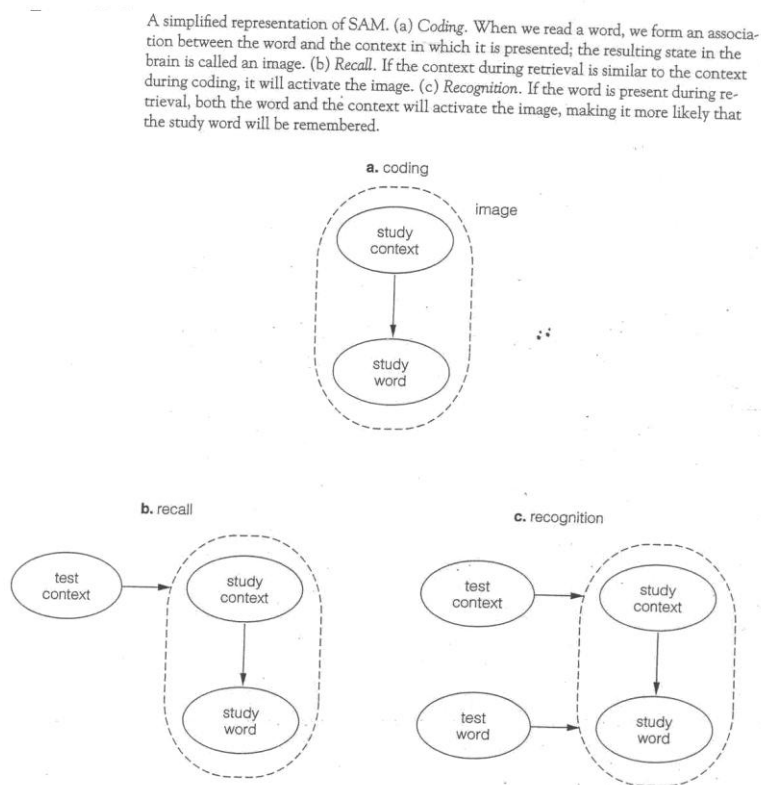 A simplified representation of SAM. (a) Coding. When we read a word, we form an associa-
tion between the word and the context in which it is presented; the resulting state in the
brain is called an image. (b) Recall. If the context during retrieval is similar to the context
during coding, it will activate the image. (c) Recognition. If the word is present during re-
trieval, both the word and the context will activate the image, making it more likely that
the study word will be remembered.
a. coding
image
study
context
study
word
b. recall
test
context
study
context
study
word
c. recognition
test
context
study
context
test
word
study
word